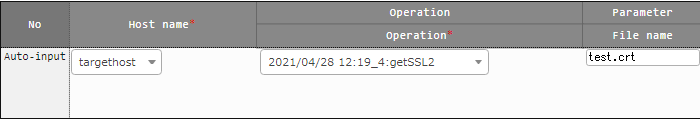 No Host name* Operation Parameter
Operation* File name
Auto-input targethost 2021/04/28 12:19_4:getSSL2 test.crt